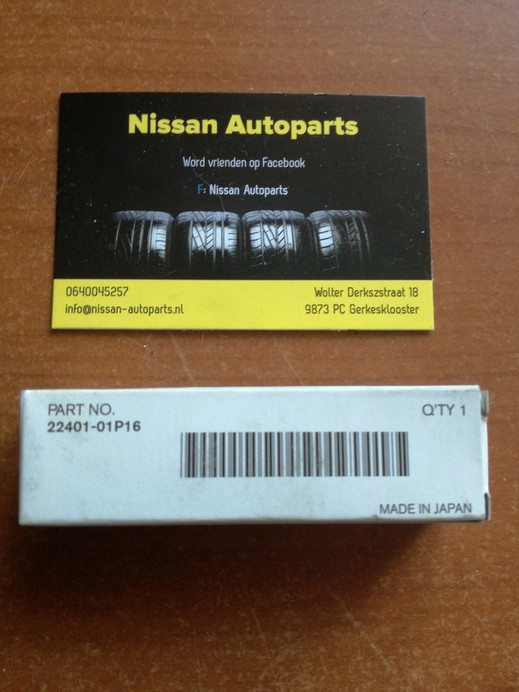 Nissan Autoparts
Word vrienden op Facebook
F: Nissan Autoparts
0640045257
Wolter Derkszstraat 18
info@nissan-autoparts.nl
9873 PC Gerkesklooster
PART NO.
Q'TY 1
22401-01P16
MADE IN JAPAN